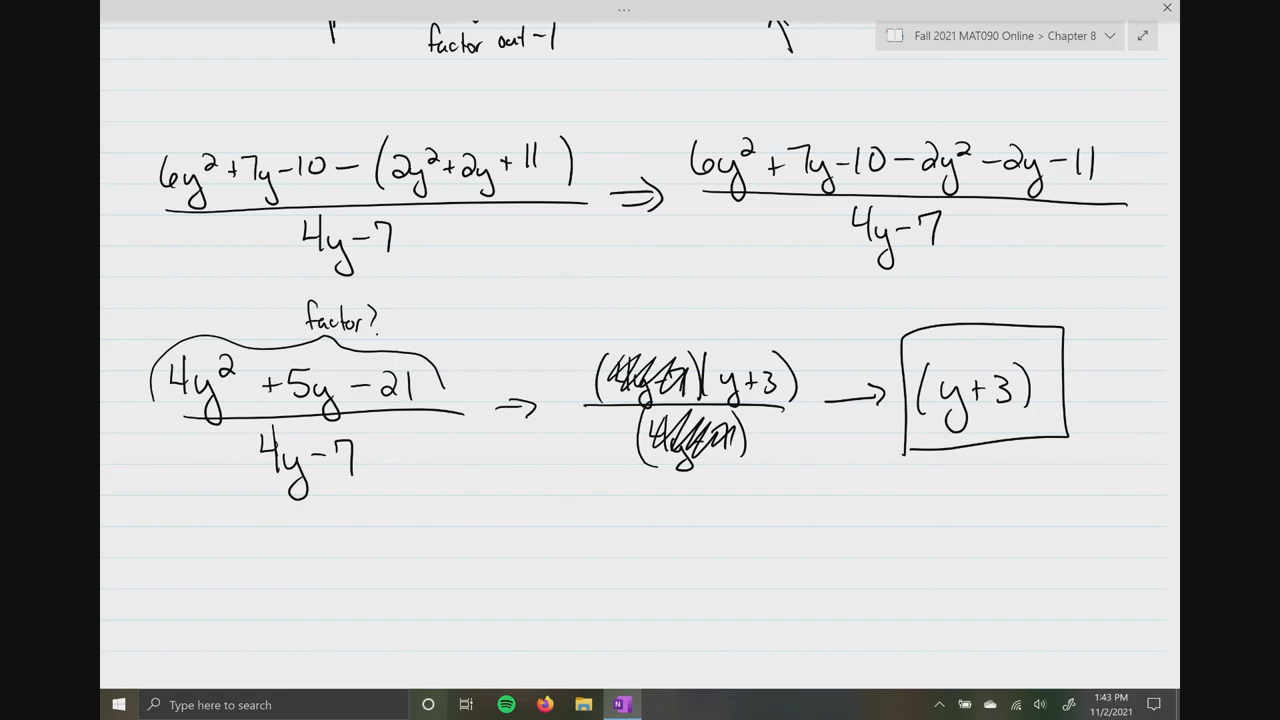 factor out -1
Fall 2021 MAT090 Online > Chapter 8
6y² + 7y - 10 - (2y² + 2y + 11) ⇒ 6y² + 7y - 10 - 2y² - 2y - 11
4y - 7 4y - 7
factor?
4y² + 5y - 21 → (y + 3) → (y + 3)
4y - 7
Type here to search
1:43 PM
11/2/2021